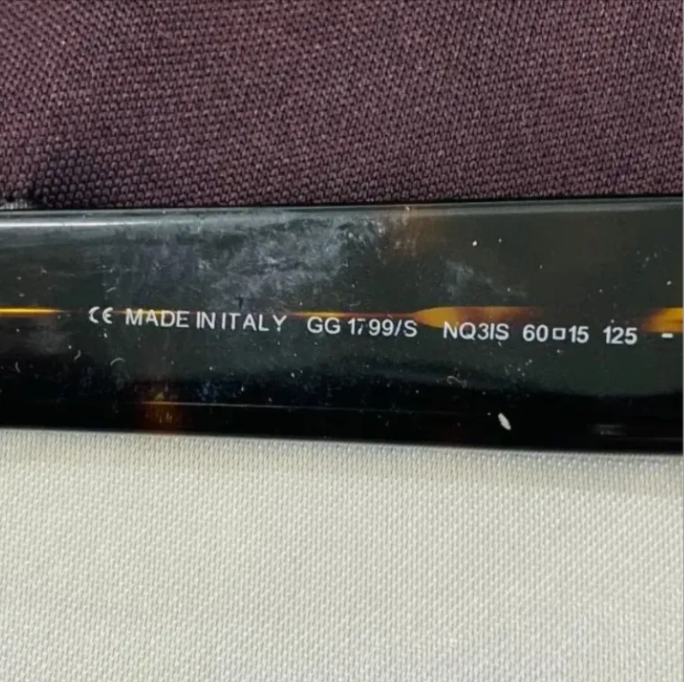 CE MADE IN ITALY GG 1799/S NQ3IS 60□15 125 -